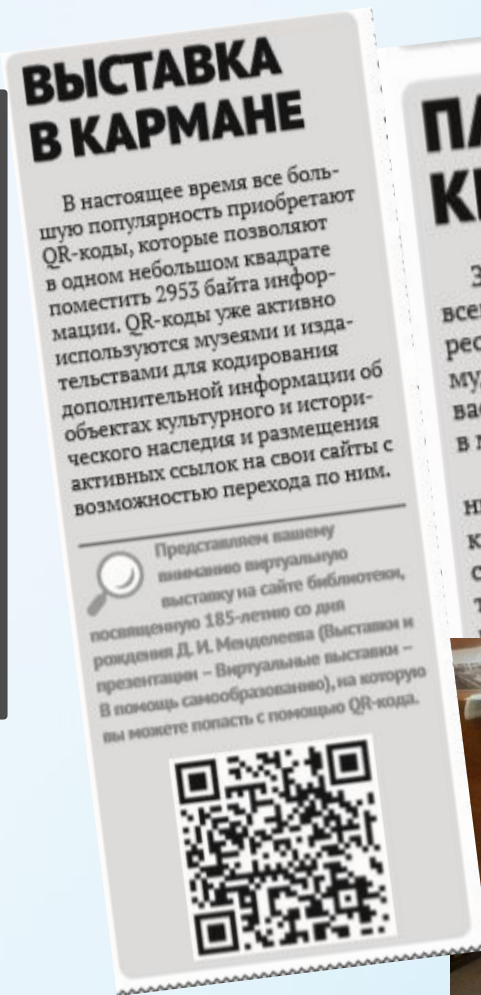 ВЫСТАВКА
В КАРМАНЕ
В настоящее время все боль-
шую популярность приобретают
QR-коды, которые позволяют
в одном небольшом квадрате
поместить 2953 байта инфор-
мации. QR-коды уже активно
используются музеями и изда-
тельствами для кодирования
дополнительной информации об
объектах культурного и истори-
ческого наследия и размещения
активных ссылок на свои сайты с
возможностью перехода по ним.
Представляем вашему
вниманию виртуальную
выставку на сайте библиотеки,
посвященную 185-летию со дня
рождения Д. И. Менделеева (Выставки и
презентации – Виртуальные выставки –
В помощь самообразованию), на которую
вы можете попасть с помощью QR-кода.